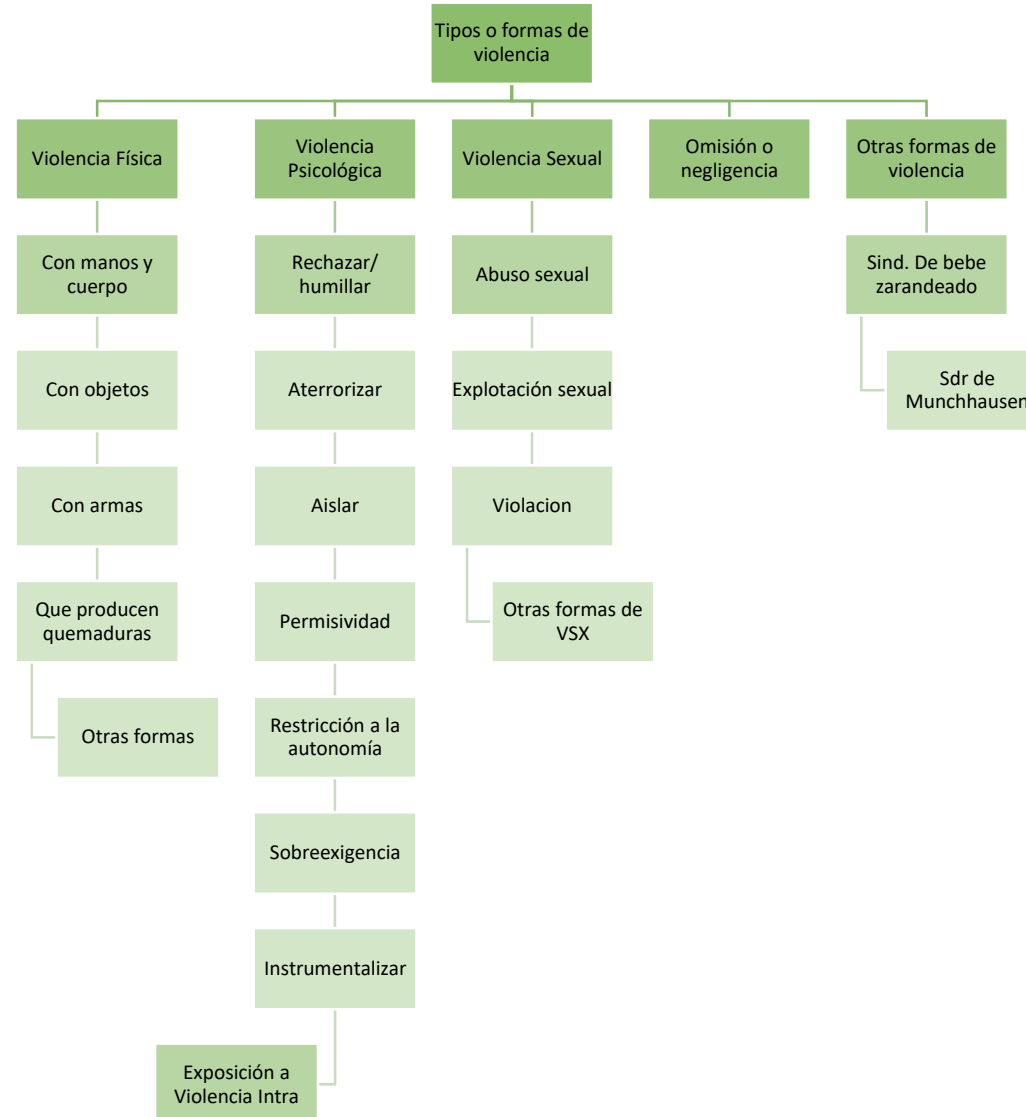 Tipos o formas de
violencia
Violencia Física
Violencia
Psicológica
Violencia Sexual
Omisión o
negligencia
Otras formas de
violencia
Con manos y
cuerpo
Rechazar/
humillar
Abuso sexual
Sind. De bebe
zarandeado
Con objetos
Aterrorizar
Explotación sexual
Sdr de
Munchhausen
Con armas
Aislar
Violacion
Que producen
quemaduras
Permisividad
Otras formas de
VSX
Otras formas
Restricción a la
autonomía
Sobreexigencia
Instrumentalizar
Exposición a
Violencia Intra